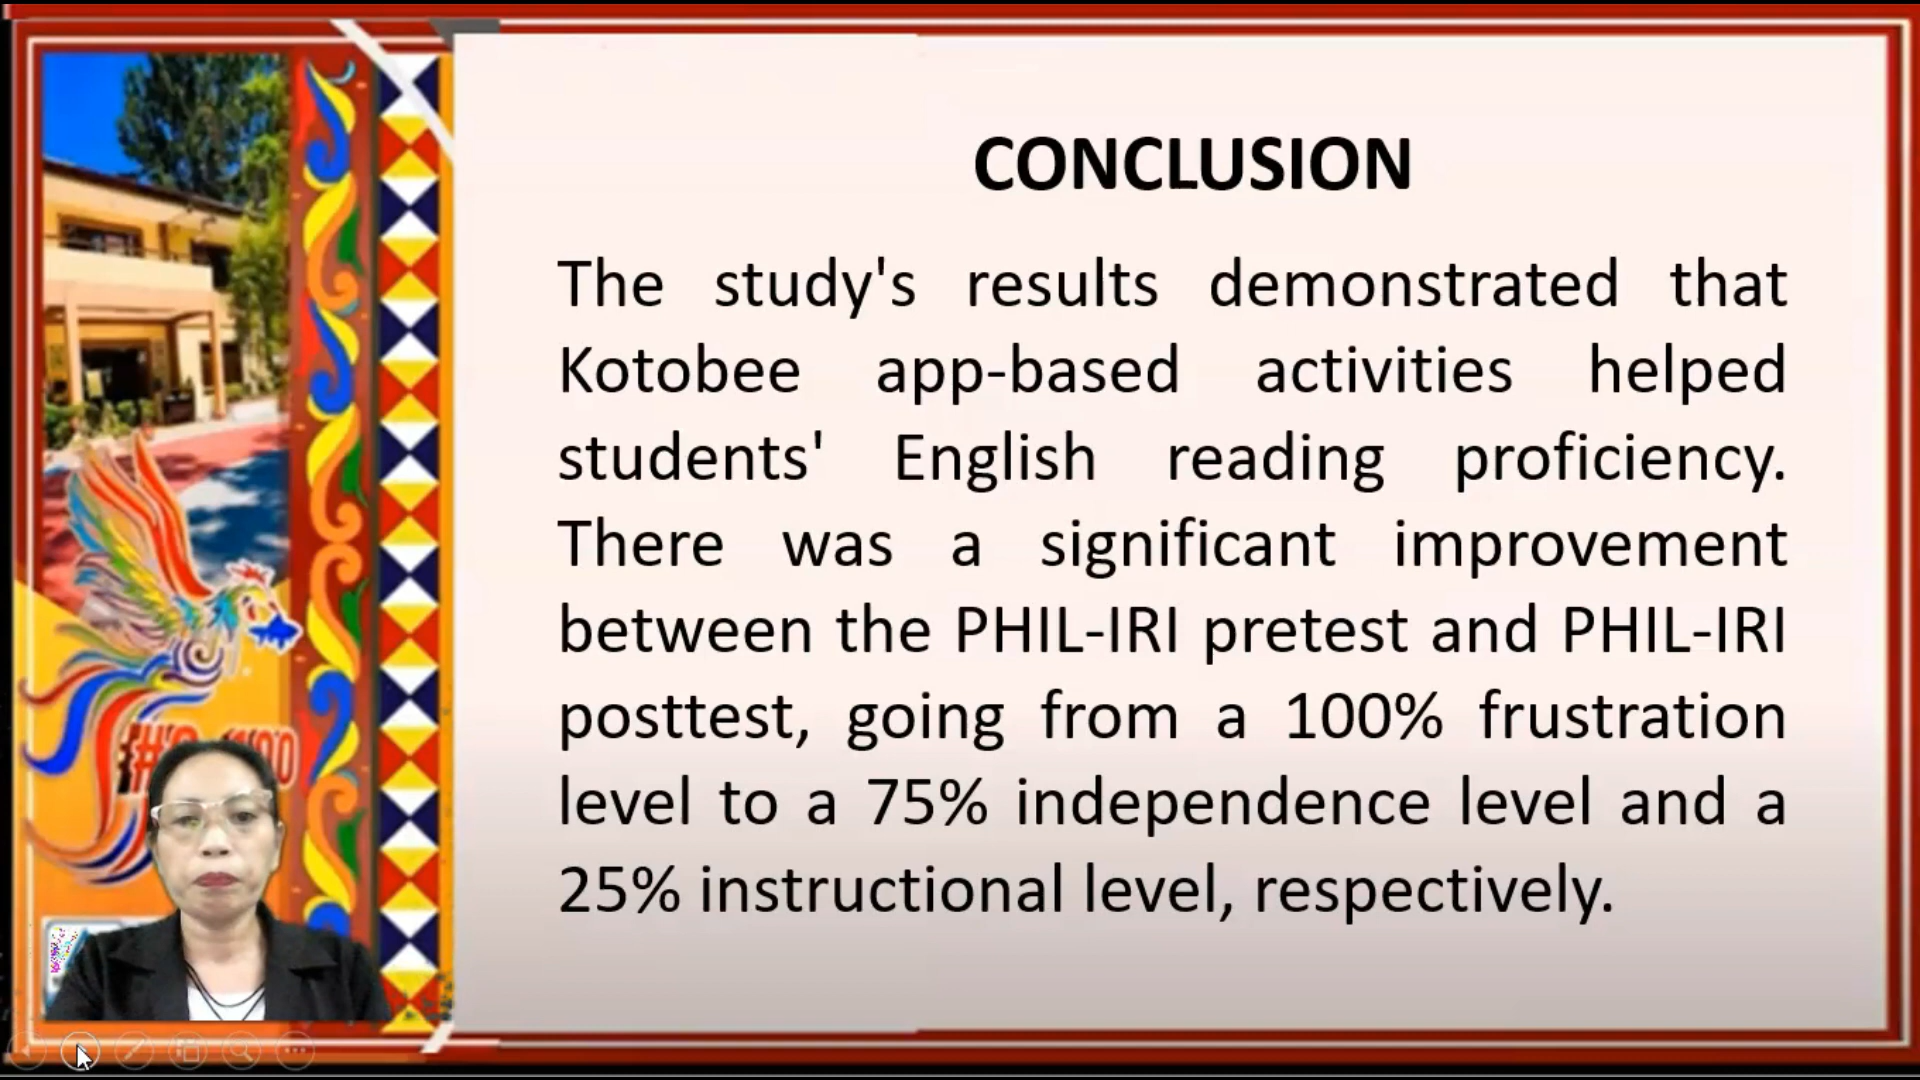 CONCLUSION
The study's results demonstrated that
Kotobee app-based activities helped
students' English reading proficiency.
There was a significant improvement
between the PHIL-IRI pretest and PHIL-IRI
posttest, going from a 100% frustration
level to a 75% independence level and a
25% instructional level, respectively.